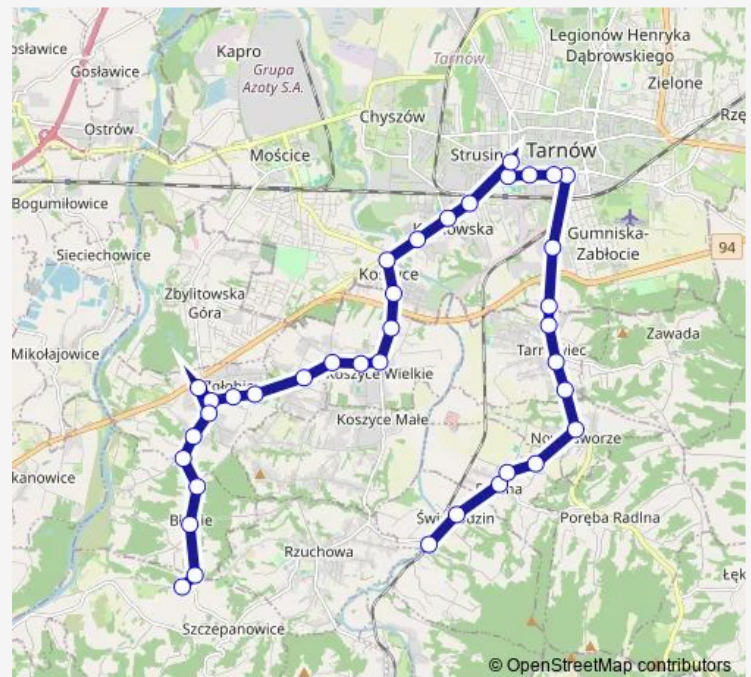 osławice
Kapro
Legionów Henryka
Dąbrowskiego
Gosławice
Grupa
Azoty S.A.
Tarnów
Zielone
Chyszów
Ostrów
Mościce
Tarnów
Bogumiłowice
Gumniska-
Zabłocie
94
Sieciechowice
Zbylitowska
Góra
Mikołajowice
Zawada
Koszyce Wielkie
Koszyce Małe
kanowice
Poręba Radlna
Rzuchowa
Łęk
Szczepanowice
© OpenStreetMap contributors